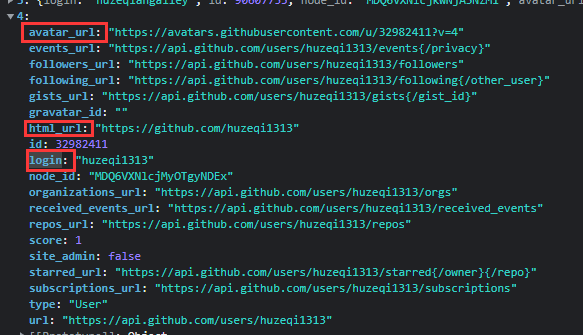 3: {login: "huzeqiangailey", id: 90607753, node_id: 
4:
avatar_url: "https://avatars.githubusercontent.com/u/32982411?v=4"
events_url: "https://api.github.com/users/huzeqi1313/events{/privacy}"
followers_url: "https://api.github.com/users/huzeqi1313/followers"
following_url: "https://api.github.com/users/huzeqi1313/following{/other_user}"
gists_url: "https://api.github.com/users/huzeqi1313/gists{/gist_id}"
gravatar_id: ""
html_url: "https://github.com/huzeqi1313"
id: 32982411
login: "huzeqi1313"
node_id: "MDQ6VXNlcjMyOTgyNDEx"
organizations_url: "https://api.github.com/users/huzeqi1313/orgs"
received_events_url: "https://api.github.com/users/huzeqi1313/received_events"
repos_url: "https://api.github.com/users/huzeqi1313/repos"
score: 1
site_admin: false
starred_url: "https://api.github.com/users/huzeqi1313/starred{/owner}{/repo}"
subscriptions_url: "https://api.github.com/users/huzeqi1313/subscriptions"
type: "User"
url: "https://api.github.com/users/huzeqi1313"
[[Prototype]]: Object